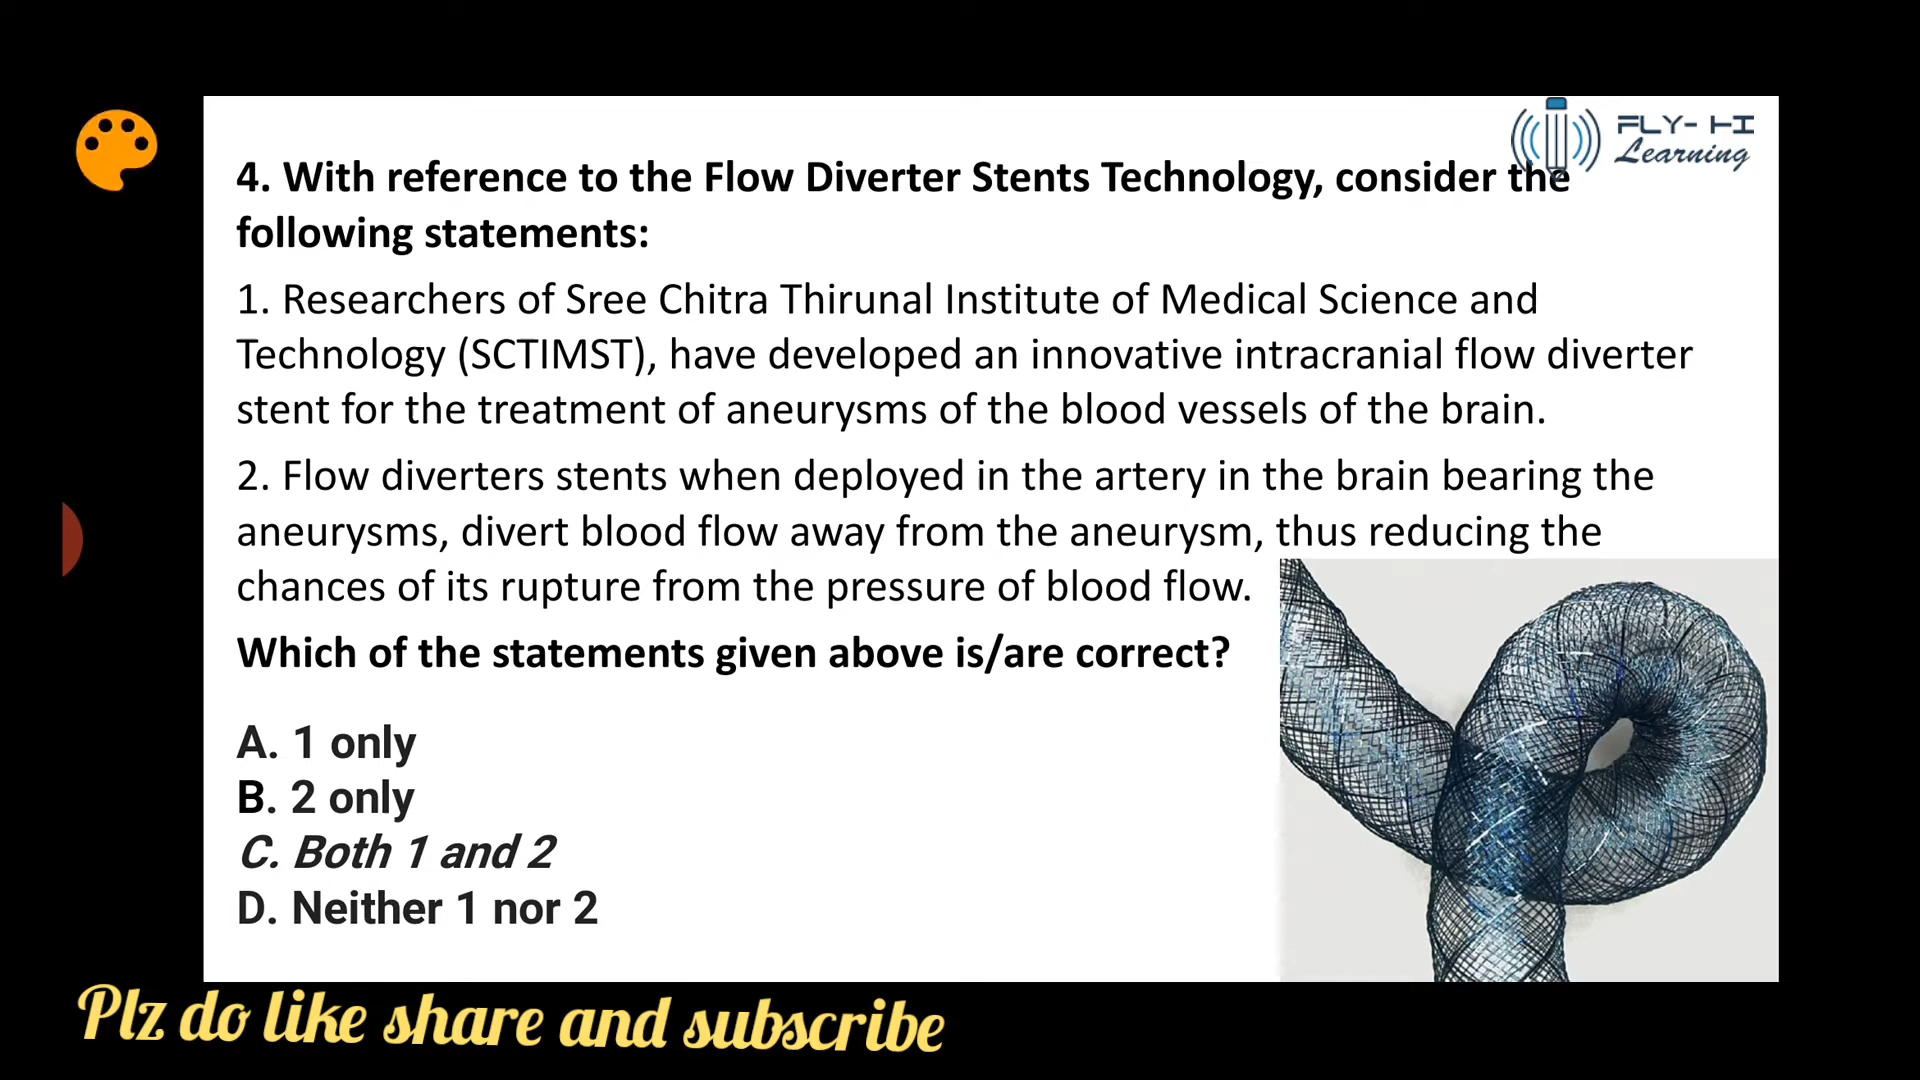 FLY-HI
Learning
4. With reference to the Flow Diverter Stents Technology, consider the
following statements:
1. Researchers of Sree Chitra Thirunal Institute of Medical Science and
Technology (SCTIMST), have developed an innovative intracranial flow diverter
stent for the treatment of aneurysms of the blood vessels of the brain.
2. Flow diverters stents when deployed in the artery in the brain bearing the
aneurysms, divert blood flow away from the aneurysm, thus reducing the
chances of its rupture from the pressure of blood flow.
Which of the statements given above is/are correct?
A. 1 only
B. 2 only
C. Both 1 and 2
D. Neither 1 nor 2
Plz do like share and subscribe